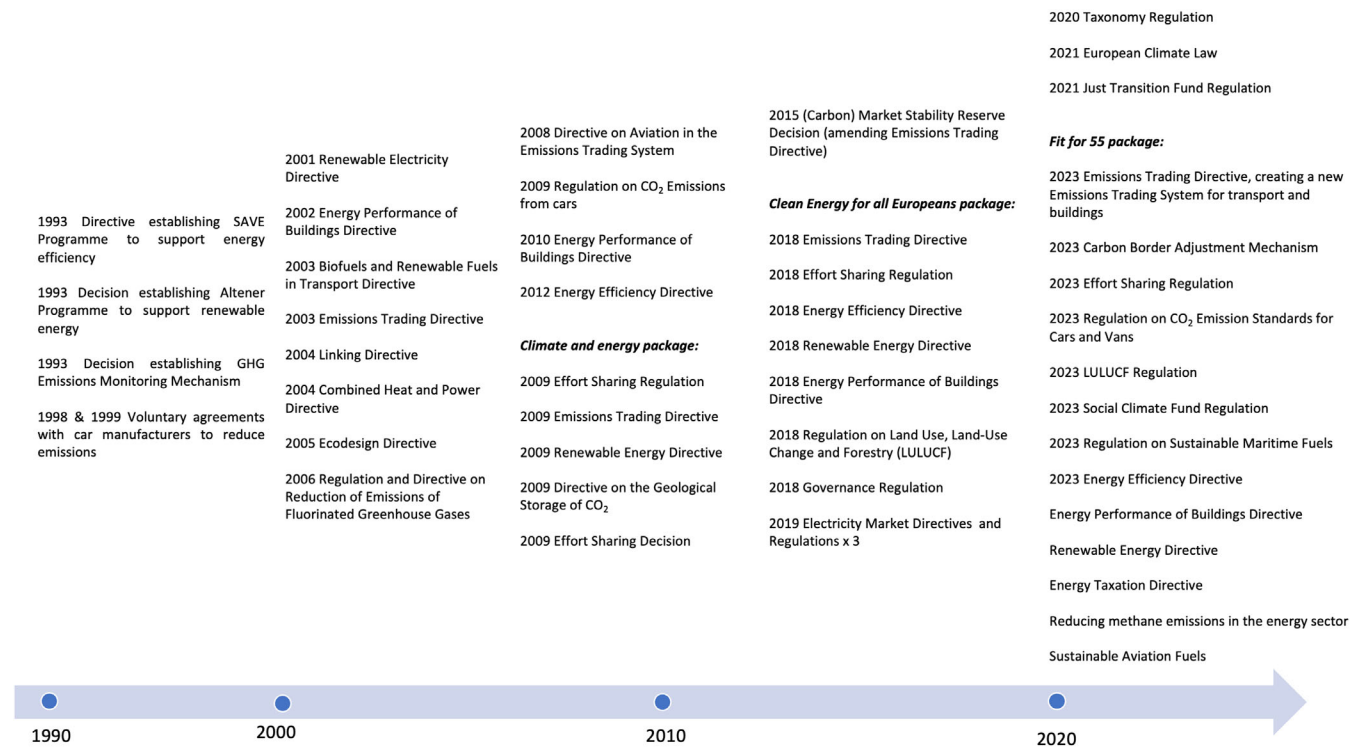 1993 Directive establishing SAVE
Programme to support energy
efficiency
1993 Decision establishing Altener
Programme to support renewable
energy
1993 Decision establishing GHG
Emissions Monitoring Mechanism
1998 & 1999 Voluntary agreements
with car manufacturers to reduce
emissions
2001 Renewable Electricity
Directive
2002 Energy Performance of
Buildings Directive
2003 Biofuels and Renewable Fuels
in Transport Directive
2003 Emissions Trading Directive
2004 Linking Directive
2004 Combined Heat and Power
Directive
2005 Ecodesign Directive
2006 Regulation and Directive on
Reduction of Emissions of
Fluorinated Greenhouse Gases
2008 Directive on Aviation in the
Emissions Trading System
2009 Regulation on CO₂ Emissions
from cars
2010 Energy Performance of
Buildings Directive
2012 Energy Efficiency Directive
Climate and energy package:
2009 Effort Sharing Regulation
2009 Emissions Trading Directive
2009 Renewable Energy Directive
2009 Directive on the Geological
Storage of CO₂
2009 Effort Sharing Decision
2015 (Carbon) Market Stability Reserve
Decision (amending Emissions Trading
Directive)
Clean Energy for all Europeans package:
2018 Emissions Trading Directive
2018 Effort Sharing Regulation
2018 Energy Efficiency Directive
2018 Renewable Energy Directive
2018 Energy Performance of Buildings
Directive
2018 Regulation on Land Use, Land-Use
Change and Forestry (LULUCF)
2018 Governance Regulation
2019 Electricity Market Directives and
Regulations x 3
2020 Taxonomy Regulation
2021 European Climate Law
2021 Just Transition Fund Regulation
Fit for 55 package:
2023 Emissions Trading Directive, creating a new
Emissions Trading System for transport and
buildings
2023 Carbon Border Adjustment Mechanism
2023 Effort Sharing Regulation
2023 Regulation on CO₂ Emission Standards for
Cars and Vans
2023 LULUCF Regulation
2023 Social Climate Fund Regulation
2023 Regulation on Sustainable Maritime Fuels
2023 Energy Efficiency Directive
Energy Performance of Buildings Directive
Renewable Energy Directive
Energy Taxation Directive
Reducing methane emissions in the energy sector
Sustainable Aviation Fuels
1990
2000
2010
2020